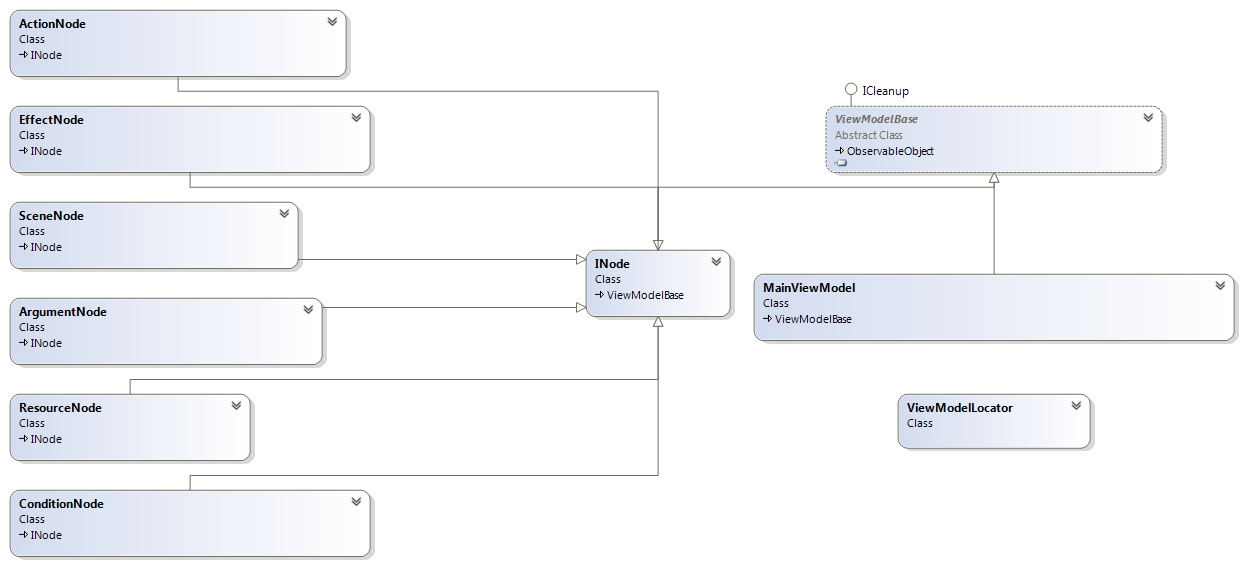 ActionNode
Class
INode
EffectNode
Class
INode
SceneNode
Class
INode
ArgumentNode
Class
INode
ResourceNode
Class
INode
ConditionNode
Class
INode
INode
Class
ViewModelBase
ICleanup
ViewModelBase
Abstract Class
ObservableObject
MainViewModel
Class
ViewModelBase
ViewModelLocator
Class